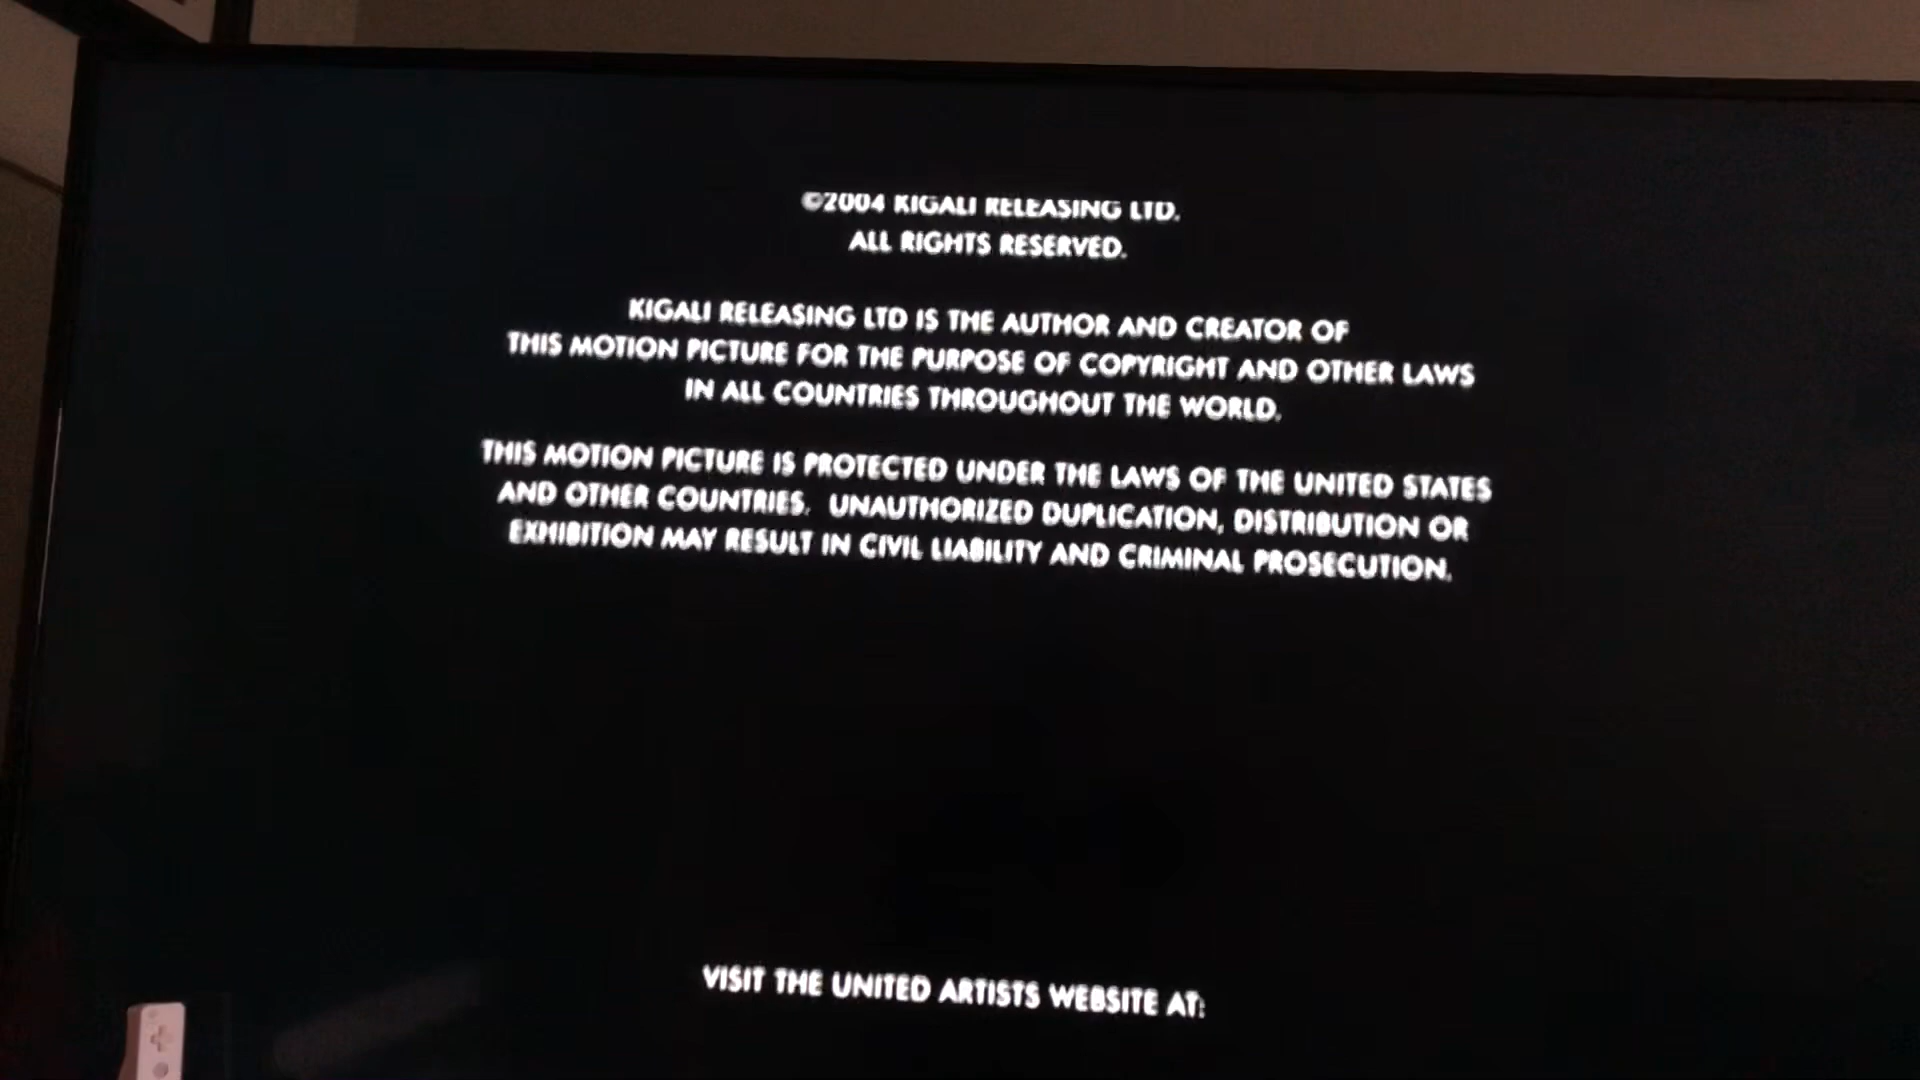 ©2004 KIGALI RELEASING LTD.
ALL RIGHTS RESERVED.
KIGALI RELEASING LTD IS THE AUTHOR AND CREATOR OF
THIS MOTION PICTURE FOR THE PURPOSE OF COPYRIGHT AND OTHER LAWS
IN ALL COUNTRIES THROUGHOUT THE WORLD.
THIS MOTION PICTURE IS PROTECTED UNDER THE LAWS OF THE UNITED STATES
AND OTHER COUNTRIES. UNAUTHORIZED DUPLICATION, DISTRIBUTION OR
EXHIBITION MAY RESULT IN CIVIL LIABILITY AND CRIMINAL PROSECUTION.
VISIT THE UNITED ARTISTS WEBSITE AT: